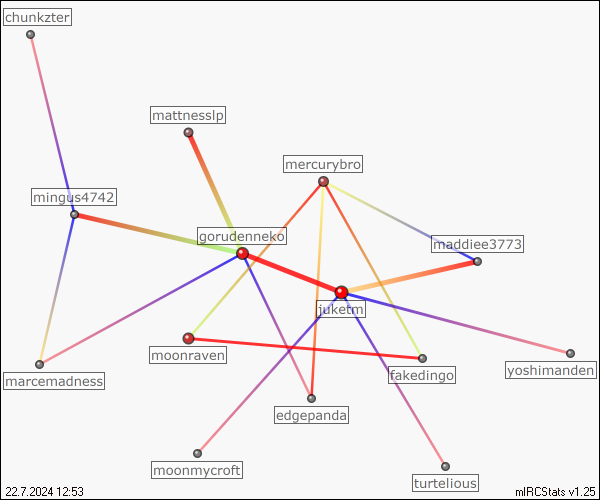 chunkzter
mattnesslp
mercurybro
mingus4742
gorudenneko
maddiee3773
juketm
moonraven
yoshimanden
fakedingo
marcemadness
edgepanda
moonmycroft
turtelious
22.7.2024 12:53
mIRCStats v1.25